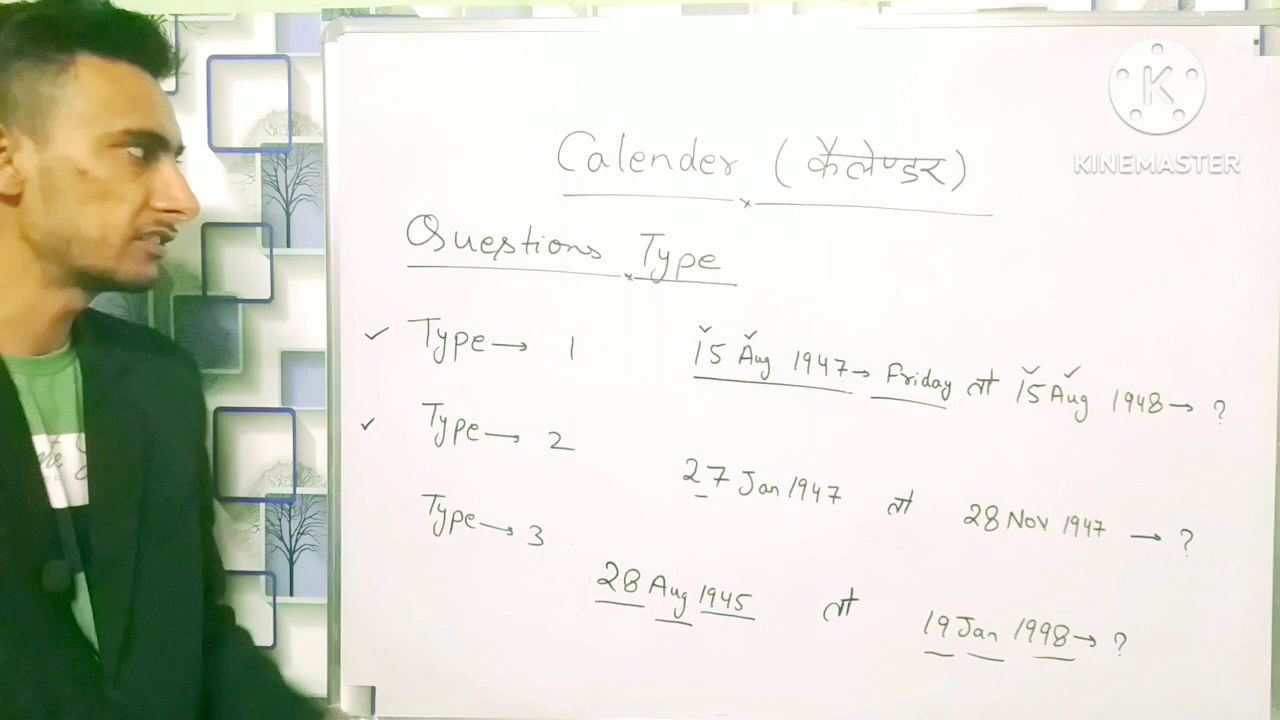 KINEMASTER
Calender (कैलेण्डर)
Questions Type
Type → 1 15 Aug 1947 → Friday तो 15 Aug 1948 → ?
Type → 2 27 Jan 1947 तो 28 Nov 1947 → ?
Type → 3 28 Aug 1945 तो 19 Jan 1998 → ?